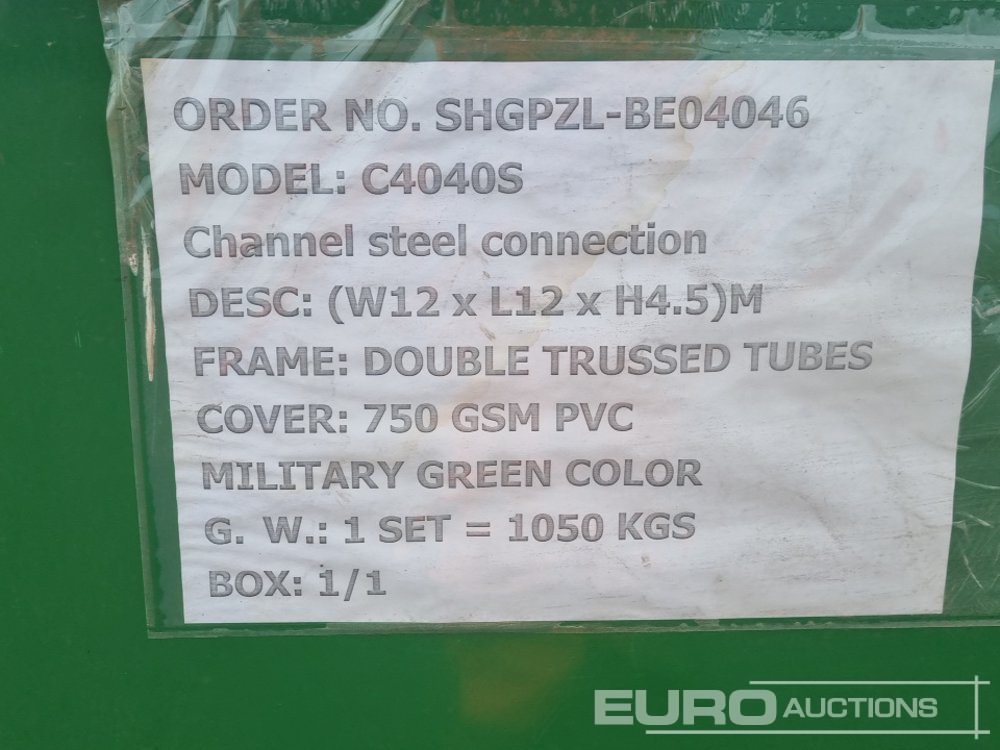 ORDER NO. SHGPZL-BE04046
MODEL: C4040S
Channel steel connection
DESC: (W12 x L12 x H4.5)M
FRAME: DOUBLE TRUSSED TUBES
COVER: 750 GSM PVC
MILITARY GREEN COLOR
G. W.: 1 SET = 1050 KGS
BOX: 1/1
EURO AUCTIONS